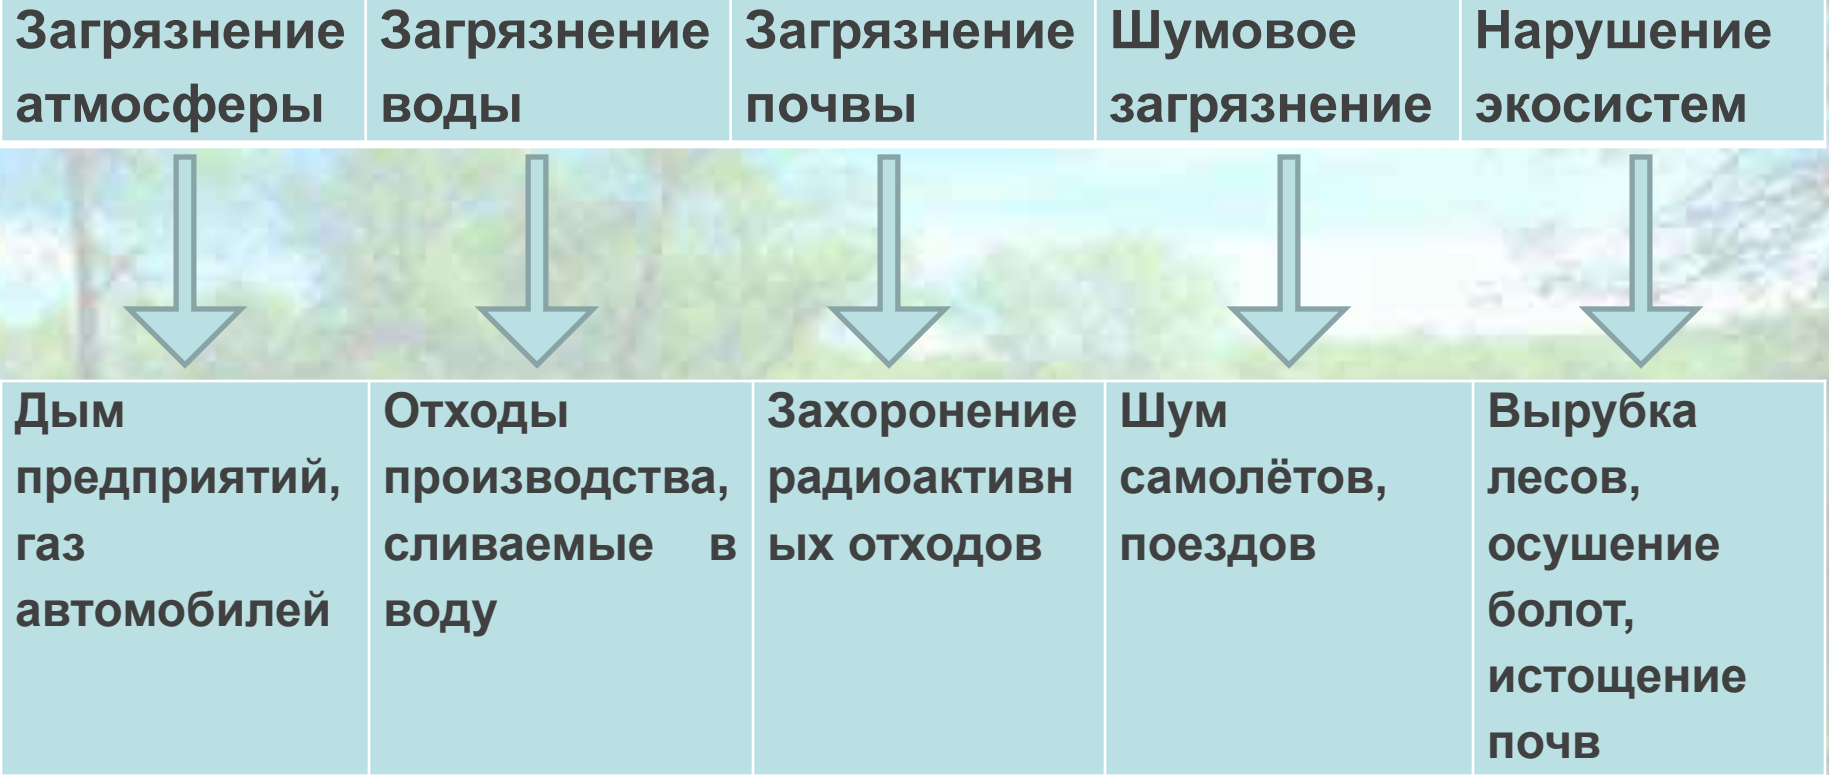 Загрязнение
атмосферы
Загрязнение
воды
Загрязнение
почвы
Шумовое
загрязнение
Нарушение
экосистем
Дым
предприятий,
газ
автомобилей
Отходы
производства,
сливаемые в
воду
Захоронение
радиоактивн
ых отходов
Шум
самолётов,
поездов
Вырубка
лесов,
осушение
болот,
истощение
почв